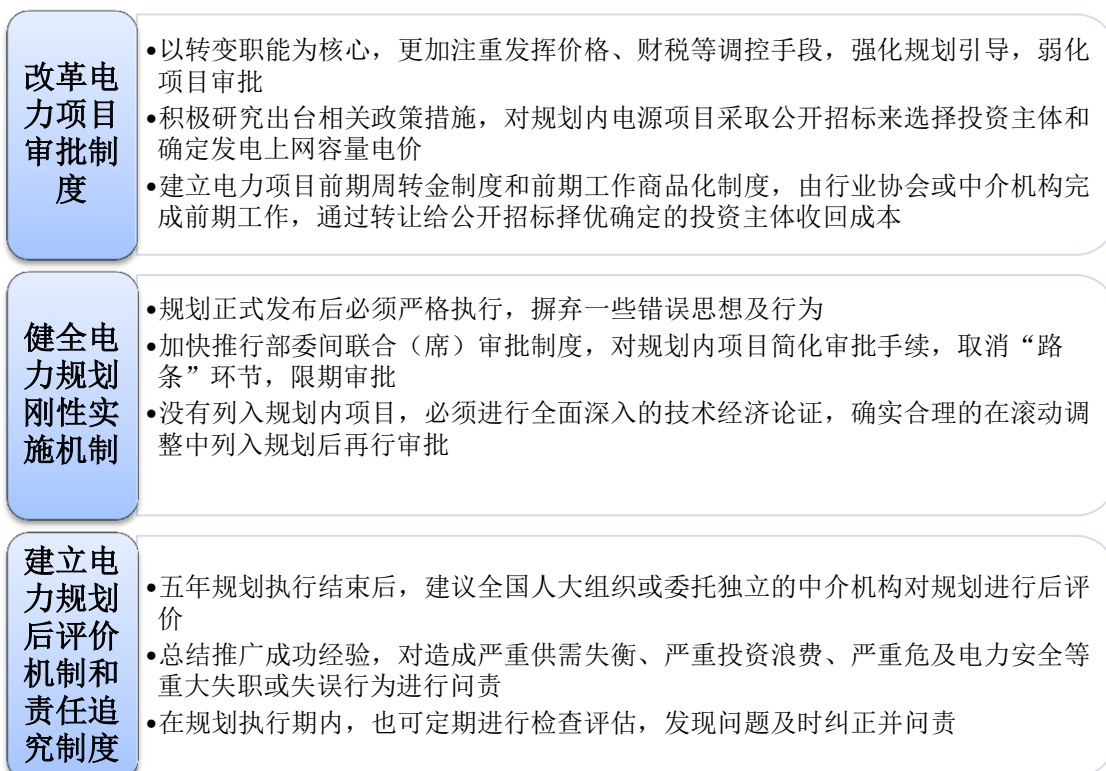 改革电
力项目
审批制
度
•以转变职能为核心，更加注重发挥价格、财税等调控手段，强化规划引导，弱化
项目审批
•积极研究出台相关政策措施，对规划内电源项目采取公开招标来选择投资主体和
确定发电上网容量电价
•建立电力项目前期周转金制度和前期工作商品化制度，由行业协会或中介机构完
成前期工作，通过转让给公开招标择优确定的投资主体收回成本
健全电
力规划
刚性实
施机制
•规划正式发布后必须严格执行，摒弃一些错误思想及行为
•加快推行部委间联合（席）审批制度，对规划内项目简化审批手续，取消“路
条”环节，限期审批
•没有列入规划内项目，必须进行全面深入的技术经济论证，确实合理的在滚动调
整中列入规划后再行审批
建立电
力规划
后评价
机制和
责任追
究制度
•五年规划执行结束后，建议全国人大组织或委托独立的中介机构对规划进行后评
价
•总结推广成功经验，对造成严重供需失衡、严重投资浪费、严重危及电力安全等
重大失职或失误行为进行问责
•在规划执行期内，也可定期进行检查评估，发现问题及时纠正并问责